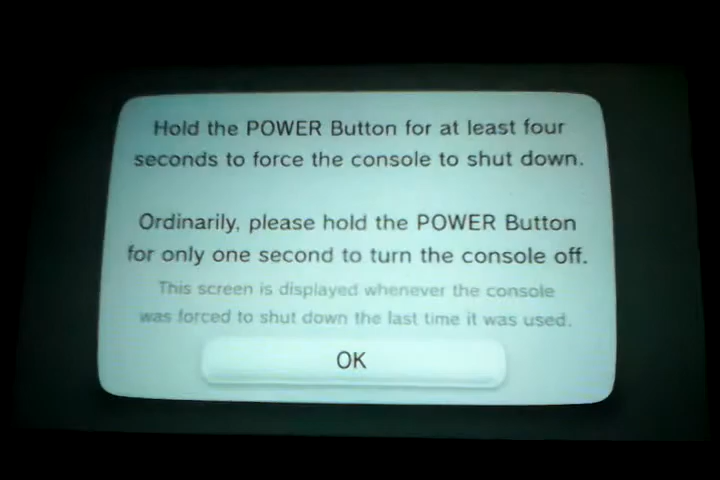 Hold the POWER Button for at least four
seconds to force the console to shut down.
Ordinarily, please hold the POWER Button
for only one second to turn the console off.
This screen is displayed whenever the console
was forced to shut down the last time it was used.
OK